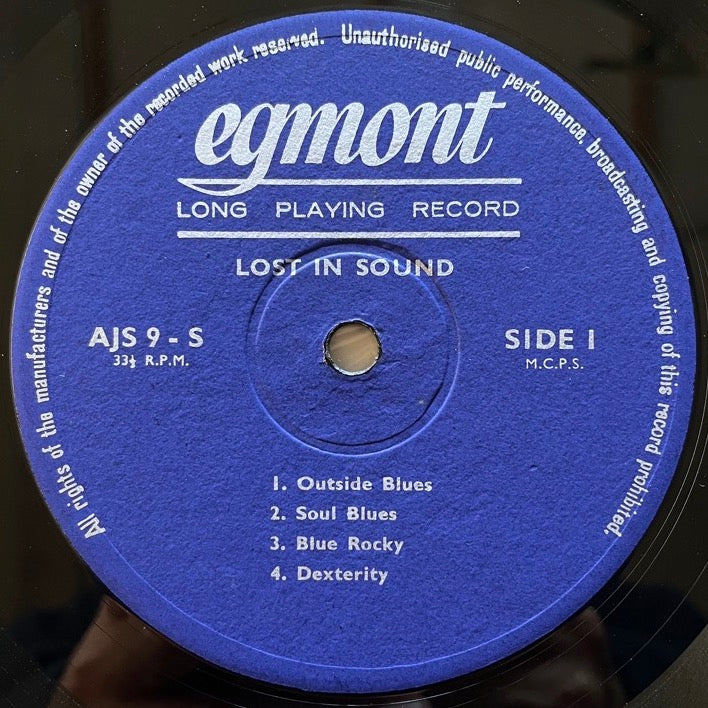 All rights of the manufacturers and of the owner of the recorded work reserved. Unauthorised public performance, broadcasting and copying of this record prohibited.
egmont
LONG PLAYING RECORD
LOST IN SOUND
AJS 9 - S
33⅓ R.P.M.
SIDE 1
M.C.P.S.
1. Outside Blues
2. Soul Blues
3. Blue Rocky
4. Dexterity